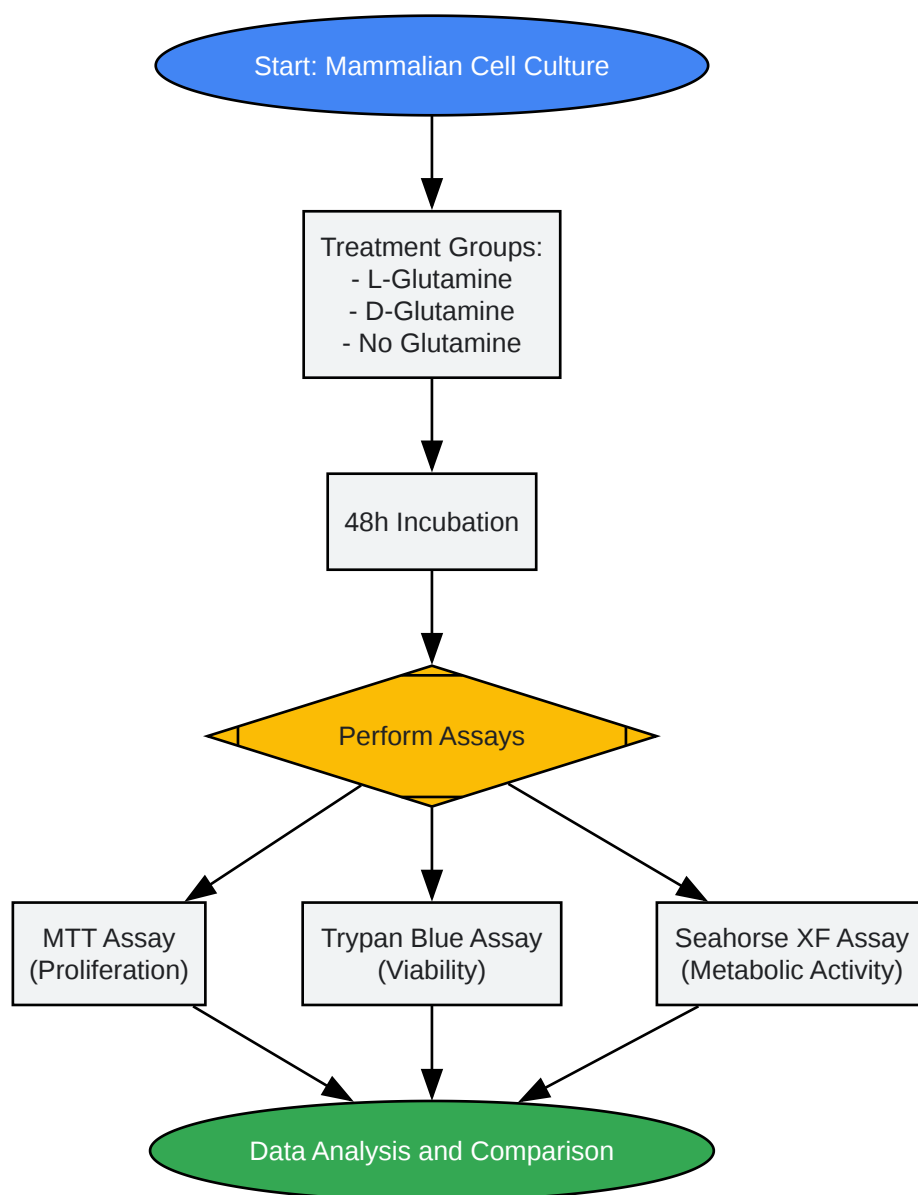 Start: Mammalian Cell Culture
Treatment Groups:
- L-Glutamine
- D-Glutamine
- No Glutamine
48h Incubation
Perform Assays
MTT Assay
(Proliferation)
Trypan Blue Assay
(Viability)
Seahorse XF Assay
(Metabolic Activity)
Data Analysis and Comparison